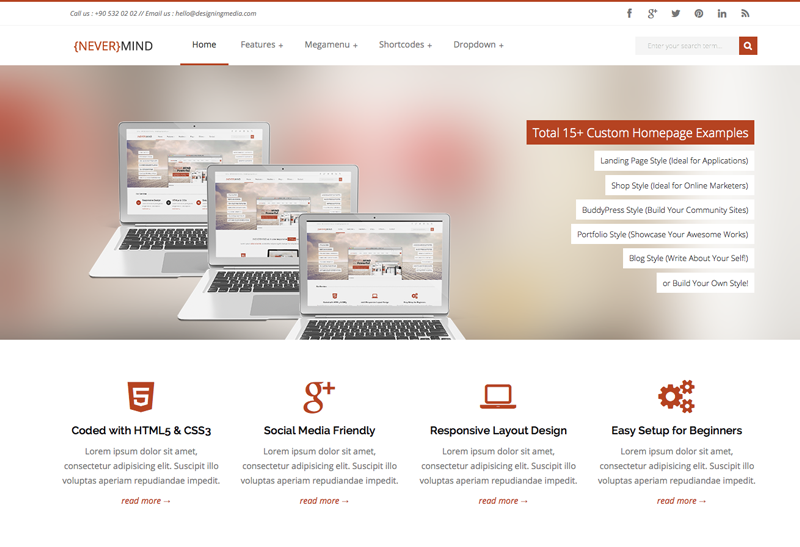 Call us : +90 532 02 02 // Email us : hello@designingmedia.com
{NEVER}MIND
Home
Features +
Megamenu +
Shortcodes +
Dropdown +
Enter your search term...
Total 15+ Custom Homepage Examples
Landing Page Style (Ideal for Applications)
Shop Style (Ideal for Online Marketers)
BuddyPress Style (Build Your Community Sites)
Portfolio Style (Showcase Your Awesome Works)
Blog Style (Write About Your Self!)
or Build Your Own Style!
Coded with HTML5 & CSS3
Lorem ipsum dolor sit amet,
consectetur adipisicing elit. Suscipit illo
voluptas aperiam repudiandae impedit.
read more →
Social Media Friendly
Lorem ipsum dolor sit amet,
consectetur adipisicing elit. Suscipit illo
voluptas aperiam repudiandae impedit.
read more →
Responsive Layout Design
Lorem ipsum dolor sit amet,
consectetur adipisicing elit. Suscipit illo
voluptas aperiam repudiandae impedit.
read more →
Easy Setup for Beginners
Lorem ipsum dolor sit amet,
consectetur adipisicing elit. Suscipit illo
voluptas aperiam repudiandae impedit.
read more →